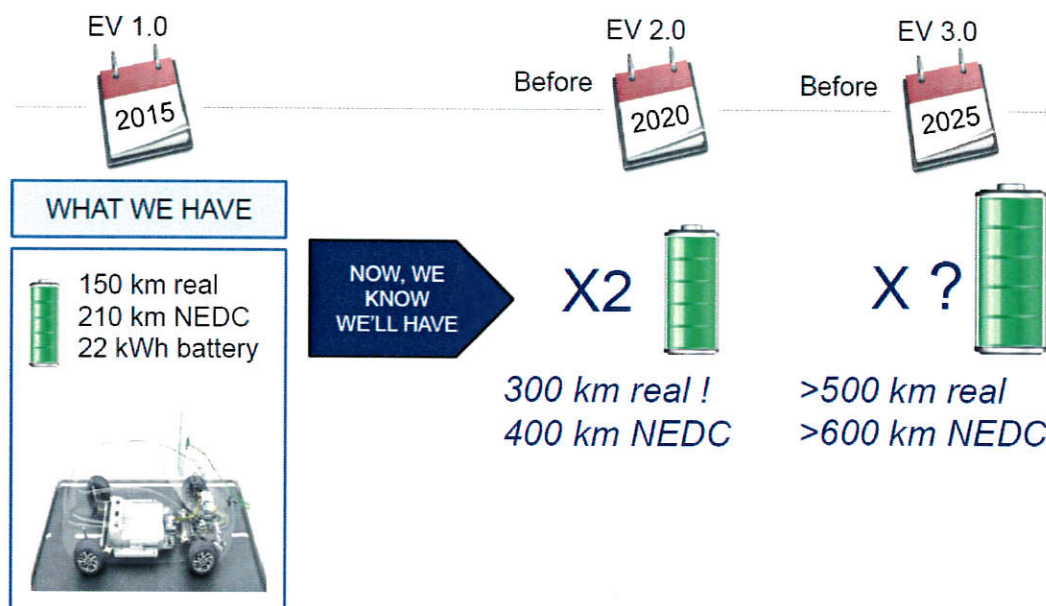 EV 1.0
2015
EV 2.0
Before
2020
EV 3.0
Before
2025
WHAT WE HAVE
150 km real
210 km NEDC
22 kWh battery
NOW, WE
KNOW
WE'LL HAVE
X2
300 km real !
400 km NEDC
X ?
>500 km real
>600 km NEDC